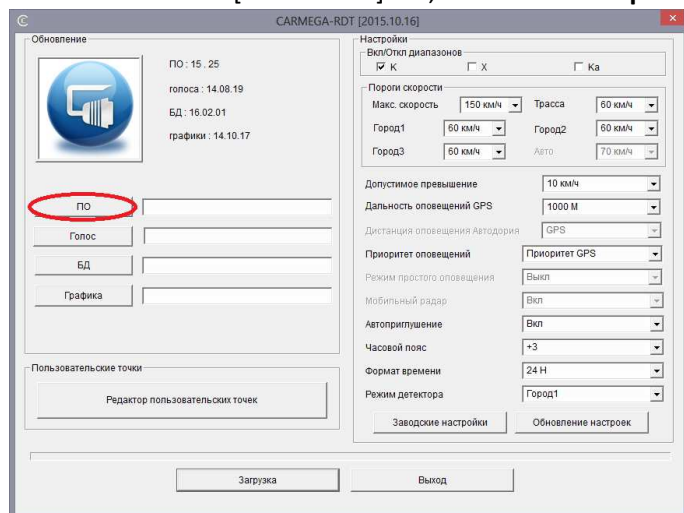 CARMEGA-RDT [2015.10.16]
Обновление
ПО : 15 . 25
голоса : 14.08.19
БД : 16.02.01
графики : 14.10.17
ПО
Голос
БД
Графика
Пользовательские точки
Редактор пользовательских точек
Настройки
Вкл/Откл диапазонов
K X Ka
Пороги скорости
Макс. скорость 150 км/ч Трасса 60 км/ч
Город1 60 км/ч Город2 60 км/ч
Город3 60 км/ч Авто 70 км/ч
Допустимое превышение 10 км/ч
Дальность оповещений GPS 1000 М
Дистанция оповещения Автодория GPS
Приоритет оповещений Приоритет GPS
Режим простого оповещения Выкл
Мобильный радар Вкл
Автоприглушение Вкл
Часовой пояс +3
Формат времени 24 H
Режим детектора Город1
Заводские настройки Обновление настроек
Загрузка Выход